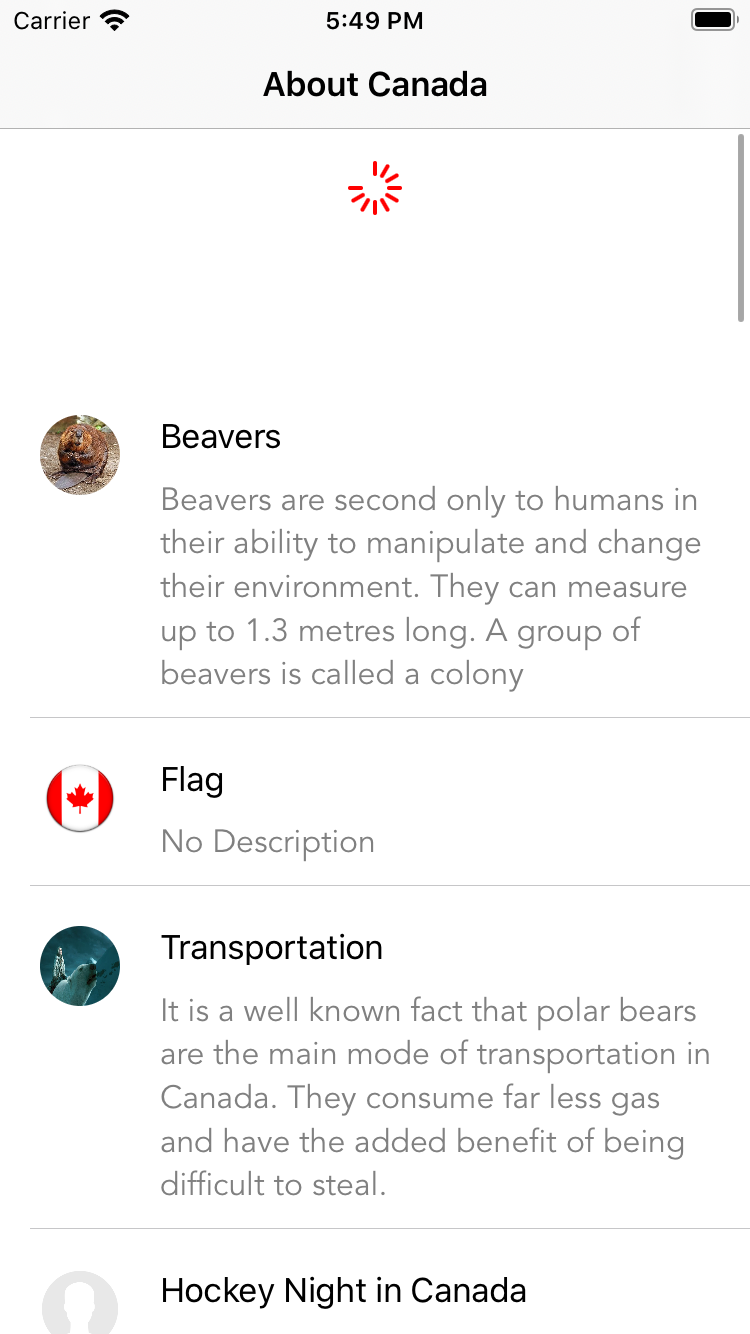 Carrier 5:49 PM
About Canada
Beavers
Beavers are second only to humans in
their ability to manipulate and change
their environment. They can measure
up to 1.3 metres long. A group of
beavers is called a colony
Flag
No Description
Transportation
It is a well known fact that polar bears
are the main mode of transportation in
Canada. They consume far less gas
and have the added benefit of being
difficult to steal.
Hockey Night in Canada